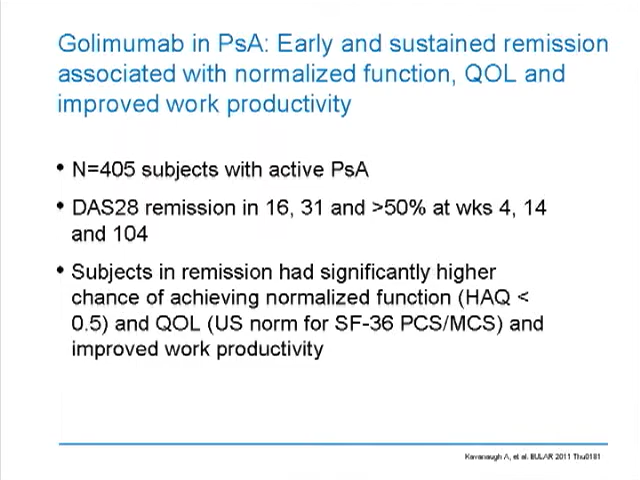 Golimumab in PsA: Early and sustained remission
associated with normalized function, QOL and
improved work productivity
• N=405 subjects with active PsA
• DAS28 remission in 16, 31 and >50% at wks 4, 14
and 104
• Subjects in remission had significantly higher
chance of achieving normalized function (HAQ <
0.5) and QOL (US norm for SF-36 PCS/MCS) and
improved work productivity
Kavanaugh A, et al. EULAR 2011 Thu0181